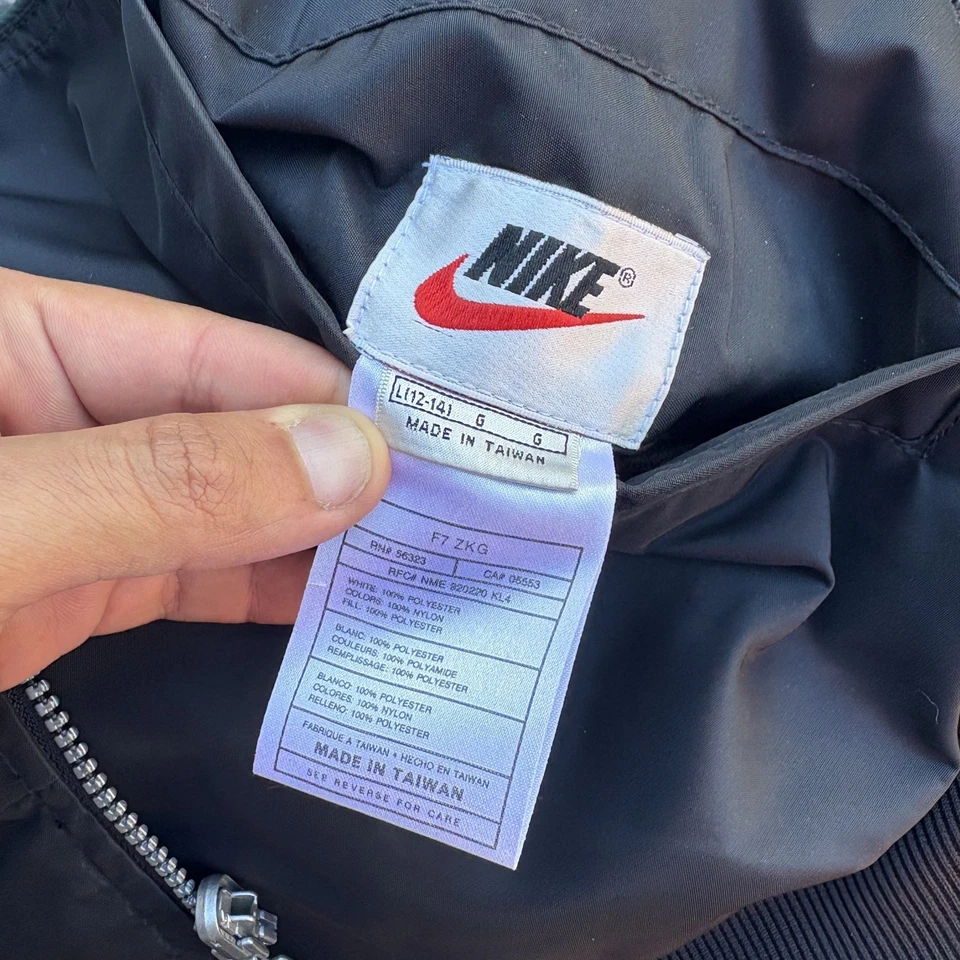 NIKE®
L(12-14) G G
MADE IN TAIWAN
F7 ZKG
RN# 56323 CA# 05553
RFC# NME 920220 KL4
WHITE: 100% POLYESTER
COLORS: 100% NYLON
FILL: 100% POLYESTER
BLANC: 100% POLYESTER
COULEURS: 100% POLYAMIDE
REMPLISSAGE: 100% POLYESTER
BLANCO: 100% POLYESTER
COLORES: 100% NYLON
RELLENO: 100% POLYESTER
FABRIQUE A TAIWAN • HECHO EN TAIWAN
MADE IN TAIWAN
SEE REVERSE FOR CARE